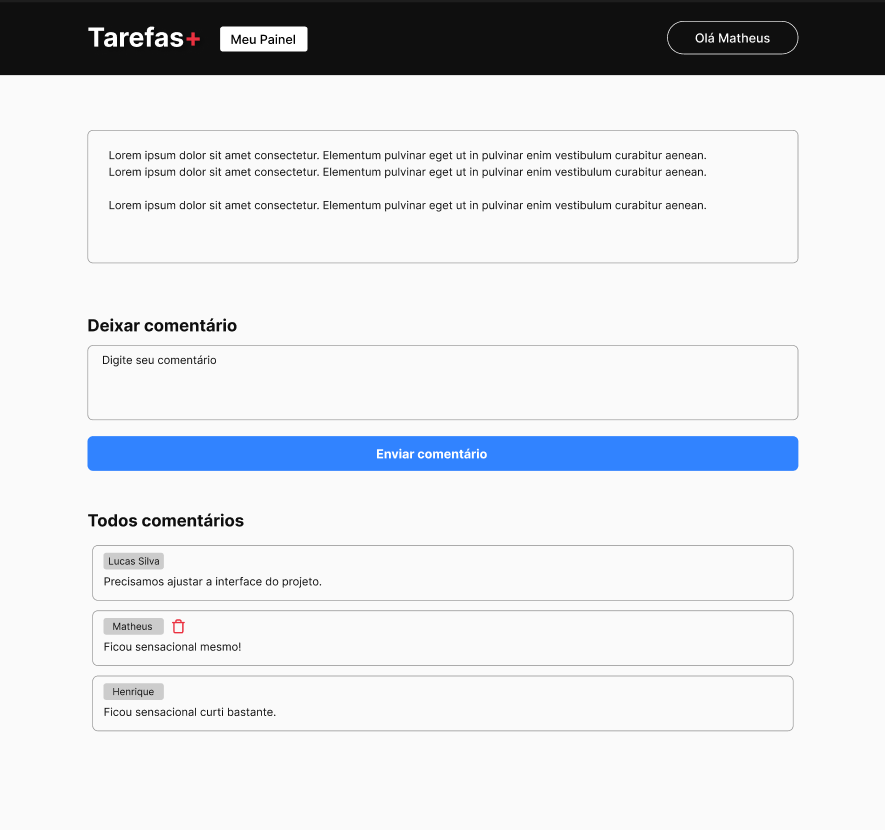 Tarefas+
Meu Painel
Olá Matheus
Lorem ipsum dolor sit amet consectetur. Elementum pulvinar eget ut in pulvinar enim vestibulum curabitur aenean.
Lorem ipsum dolor sit amet consectetur. Elementum pulvinar eget ut in pulvinar enim vestibulum curabitur aenean.
Lorem ipsum dolor sit amet consectetur. Elementum pulvinar eget ut in pulvinar enim vestibulum curabitur aenean.
Deixar comentário
Digite seu comentário
Enviar comentário
Todos comentários
Lucas Silva
Precisamos ajustar a interface do projeto.
Matheus
Ficou sensacional mesmo!
Henrique
Ficou sensacional curti bastante.